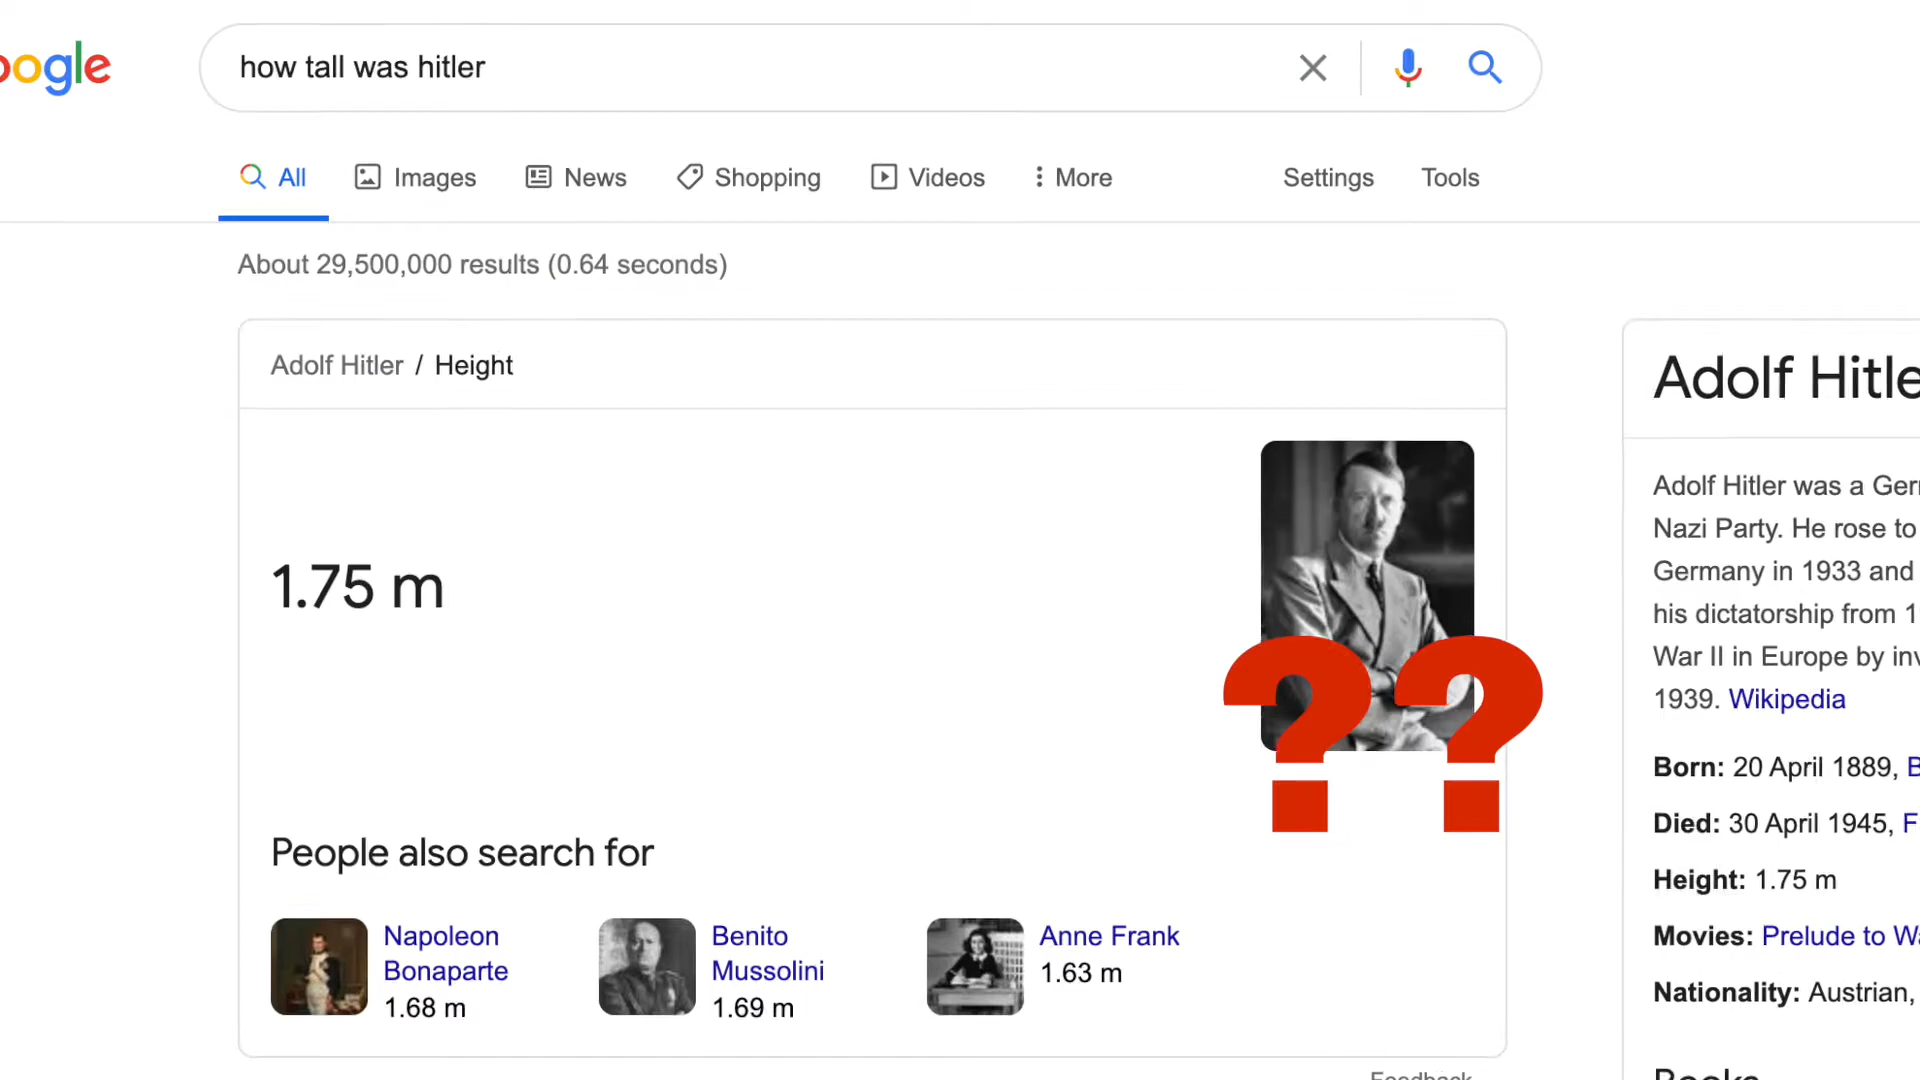 oogle
how tall was hitler
All Images News Shopping Videos More Settings Tools
About 29,500,000 results (0.64 seconds)
Adolf Hitler / Height
1.75 m
??
People also search for
Napoleon
Bonaparte
1.68 m
Benito
Mussolini
1.69 m
Anne Frank
1.63 m
Adolf Hitle
Adolf Hitler was a Ger
Nazi Party. He rose to
Germany in 1933 and
his dictatorship from 1
War II in Europe by inv
1939. Wikipedia
Born: 20 April 1889, B
Died: 30 April 1945, F
Height: 1.75 m
Movies: Prelude to Wa
Nationality: Austrian,
Books
Feedback